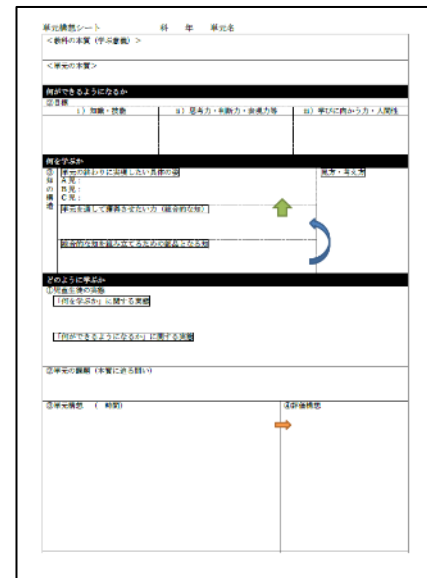 単元構想シート　　　科　年　単元名
＜教科の本質（学ぶ意義）＞
＜単元の本質＞
何ができるようになるか
②目標
ⅰ）知識・技能　ⅱ）思考力・判断力・表現力等　ⅲ）学びに向かう力・人間性
何を学ぶか
③知の構造
単元の終わりに実現したい具体の姿
見方・考え方
A児：
B児：
C児：
単元を通して獲得させたい力（総合的な知）
総合的な知を組み立てるための部品となる知
どのように学ぶか
①児童生徒の実態
「何を学ぶか」に関する実態
「何ができるようになるか」に関する実態
②単元の課題（本質に迫る問い）
③単元構想　（　時間）
④評価構想